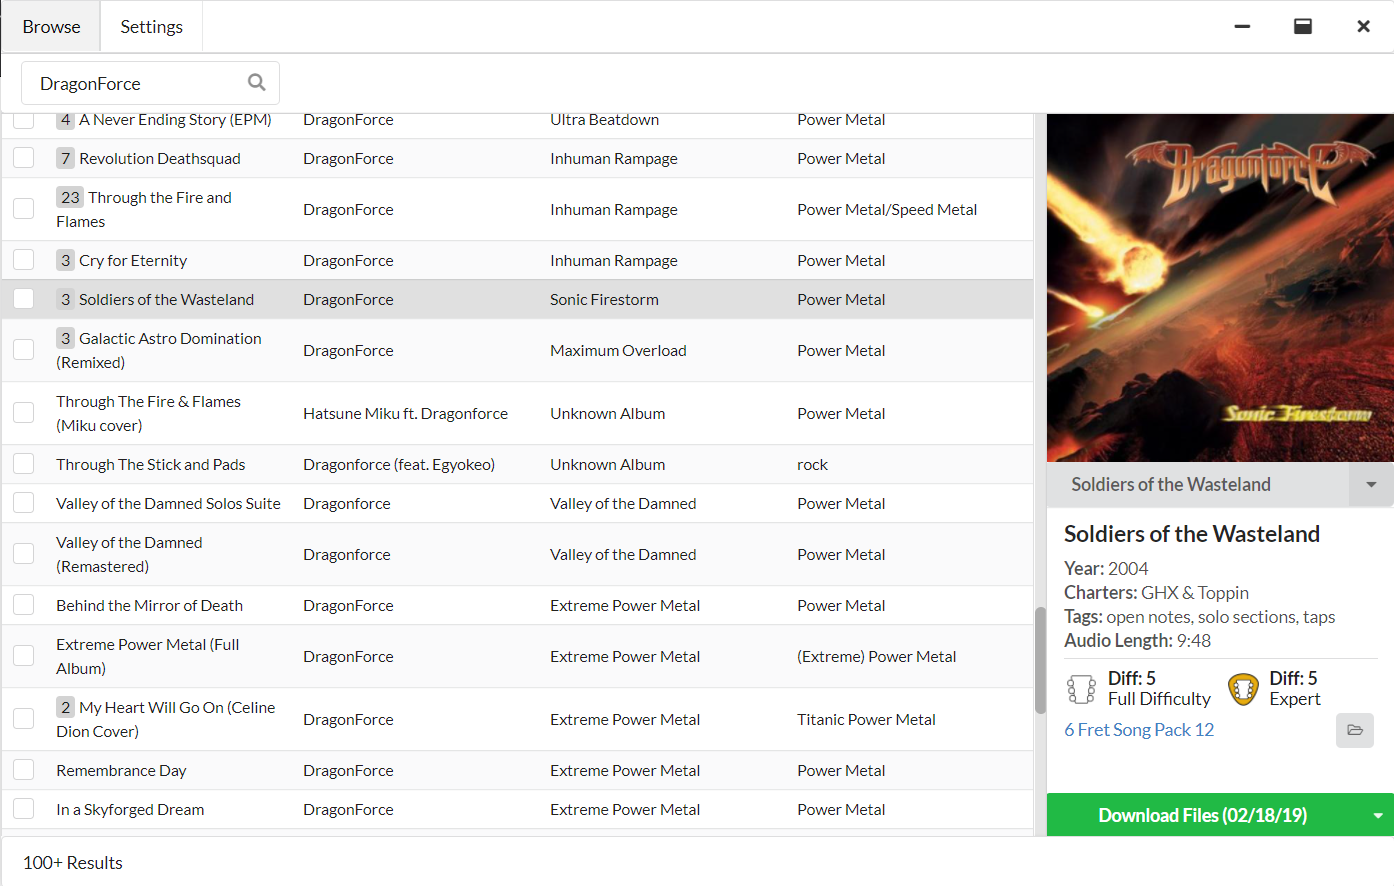 Browse
Settings
DragonForce
4 A Never Ending Story (EPM) DragonForce Ultra Beatdown Power Metal
7 Revolution Deathsquad DragonForce Inhuman Rampage Power Metal
23 Through the Fire and
Flames DragonForce Inhuman Rampage Power Metal/Speed Metal
3 Cry for Eternity DragonForce Inhuman Rampage Power Metal
3 Soldiers of the Wasteland DragonForce Sonic Firestorm Power Metal
3 Galactic Astro Domination
(Remixed) DragonForce Maximum Overload Power Metal
Through The Fire & Flames
(Miku cover) Hatsune Miku ft. Dragonforce Unknown Album Power Metal
Through The Stick and Pads Dragonforce (feat. Egyokeo) Unknown Album rock
Valley of the Damned Solos Suite Dragonforce Valley of the Damned Power Metal
Valley of the Damned
(Remastered) Dragonforce Valley of the Damned Power Metal
Behind the Mirror of Death DragonForce Extreme Power Metal Power Metal
Extreme Power Metal (Full
Album) DragonForce Extreme Power Metal (Extreme) Power Metal
2 My Heart Will Go On (Celine
Dion Cover) DragonForce Extreme Power Metal Titanic Power Metal
Remembrance Day DragonForce Extreme Power Metal Power Metal
In a Skyforged Dream DragonForce Extreme Power Metal Power Metal
DragonForce
Sonic Firestorm
Soldiers of the Wasteland
Soldiers of the Wasteland
Year: 2004
Charters: GHX & Toppin
Tags: open notes, solo sections, taps
Audio Length: 9:48
Diff: 5
Full Difficulty
Diff: 5
Expert
6 Fret Song Pack 12
Download Files (02/18/19)
100+ Results